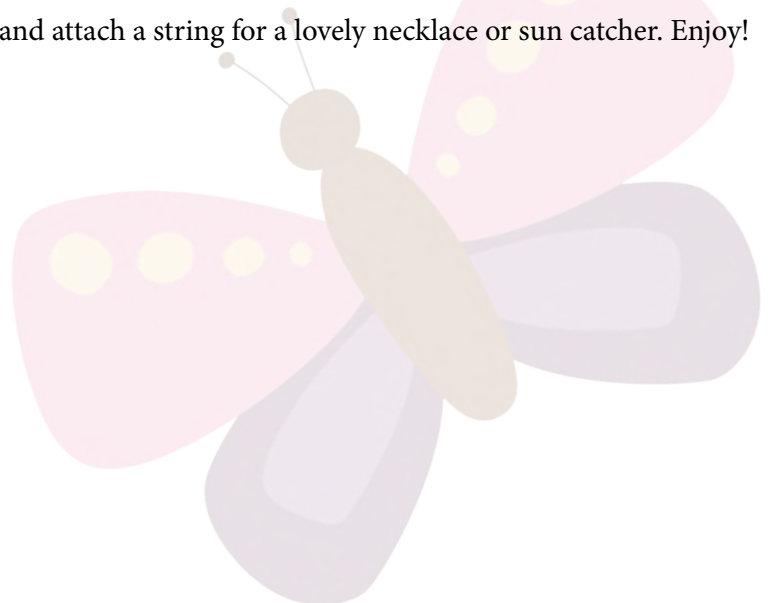 and attach a string for a lovely necklace or sun catcher. Enjoy!